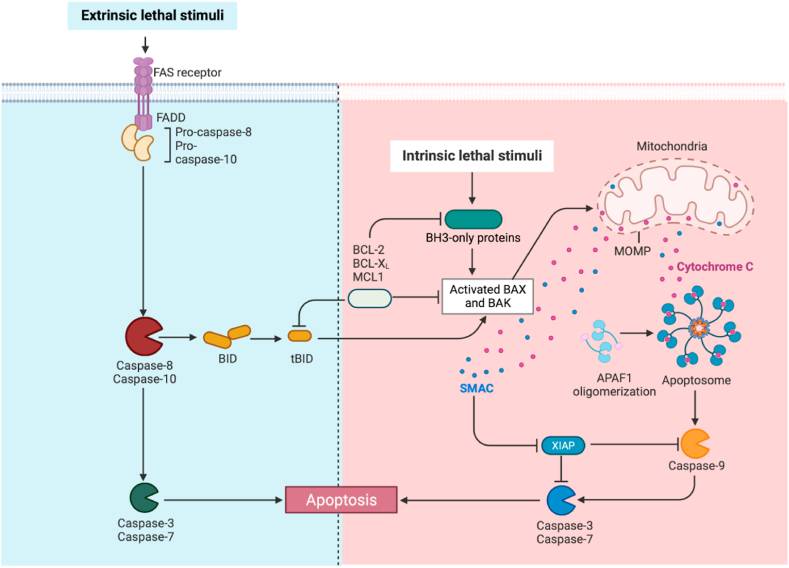 Extrinsic lethal stimuli
FAS receptor
FADD
Pro-caspase-8
Pro-
caspase-10
Intrinsic lethal stimuli
Mitochondria
BH3-only proteins
BCL-2
BCL-XL
MCL1
MOMP
Cytochrome C
Activated BAX
and BAK
Caspase-8
Caspase-10
BID
tBID
SMAC
APAF1
oligomerization
Apoptosome
XIAP
Caspase-9
Apoptosis
Caspase-3
Caspase-7
Caspase-3
Caspase-7